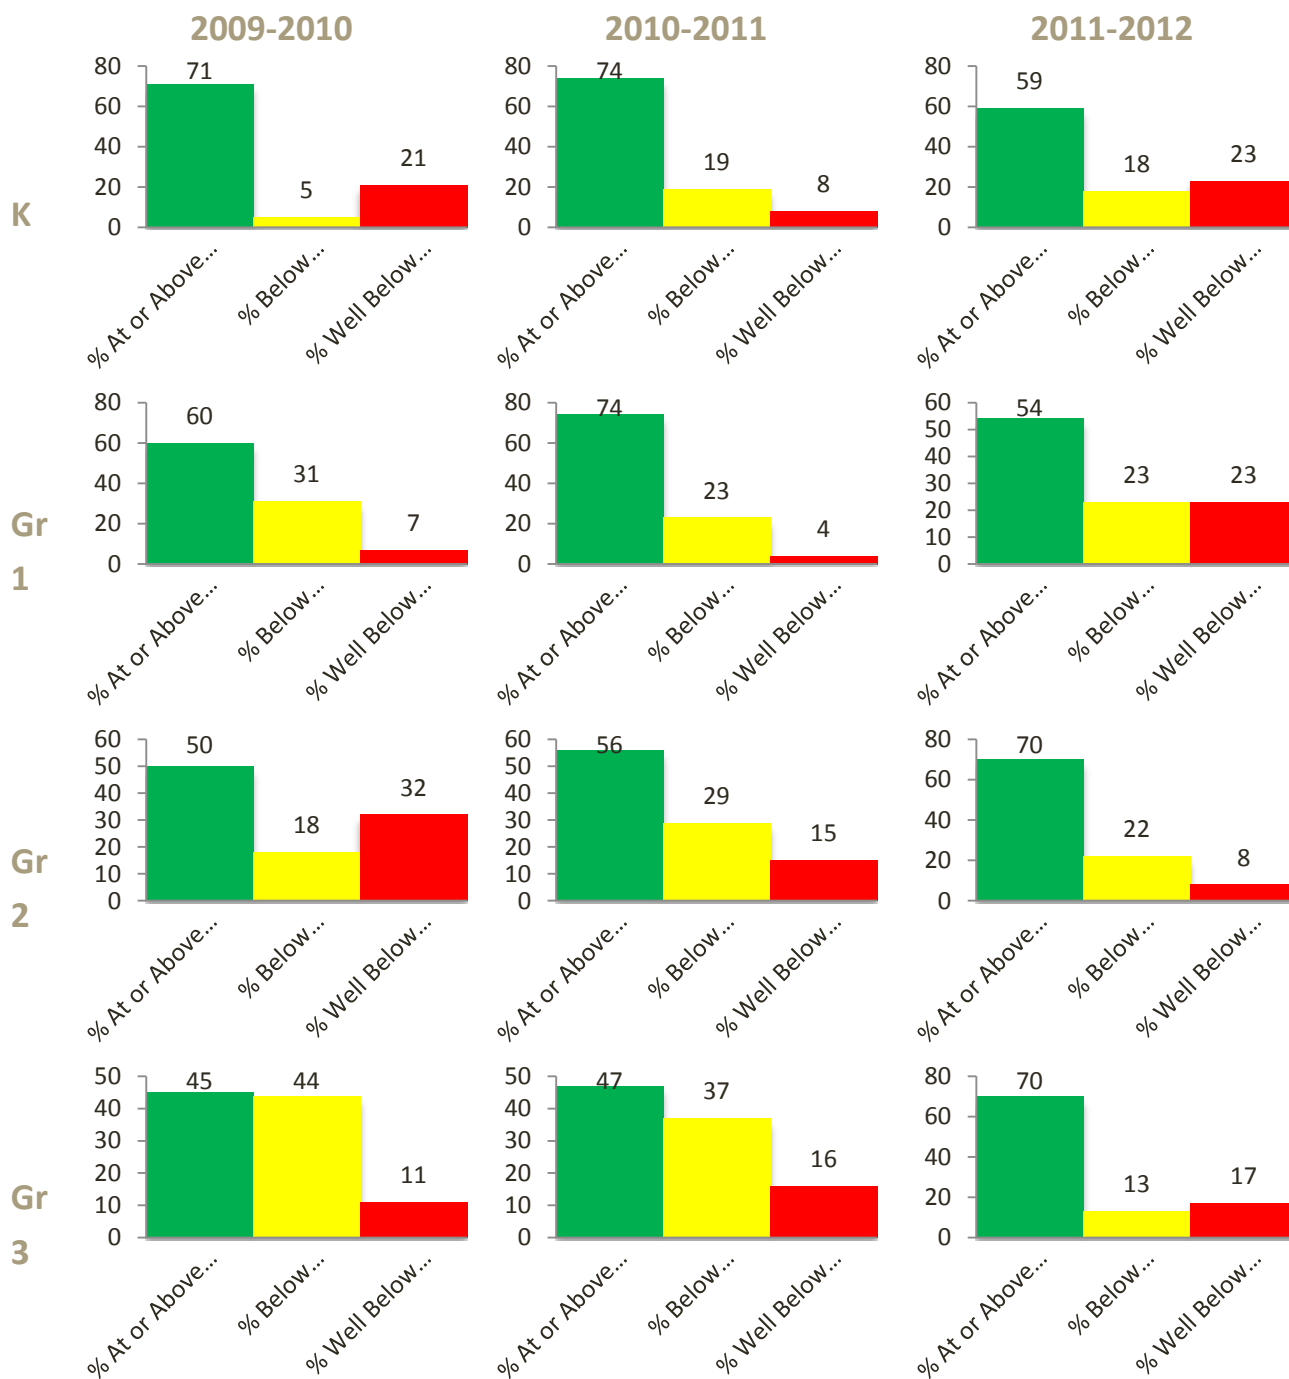 2009-2010 2010-2011 2011-2012
K
80
60
40
20
0
71
5
21
% At or Above...
% Below...
% Well Below...
80
60
40
20
0
74
19
8
% At or Above...
% Below...
% Well Below...
80
60
40
20
0
59
18
23
% At or Above...
% Below...
% Well Below...
Gr
1
80
60
40
20
0
60
31
7
% At or Above...
% Below...
% Well Below...
80
60
40
20
0
74
23
4
% At or Above...
% Below...
% Well Below...
60
50
40
30
20
10
0
54
23
23
% At or Above...
% Below...
% Well Below...
Gr
2
60
50
40
30
20
10
0
50
18
32
% At or Above...
% Below...
% Well Below...
60
50
40
30
20
10
0
56
29
15
% At or Above...
% Below...
% Well Below...
80
60
40
20
0
70
22
8
% At or Above...
% Below...
% Well Below...
Gr
3
50
40
30
20
10
0
45
44
11
% At or Above...
% Below...
% Well Below...
50
40
30
20
10
0
47
37
16
% At or Above...
% Below...
% Well Below...
80
60
40
20
0
70
13
17
% At or Above...
% Below...
% Well Below...